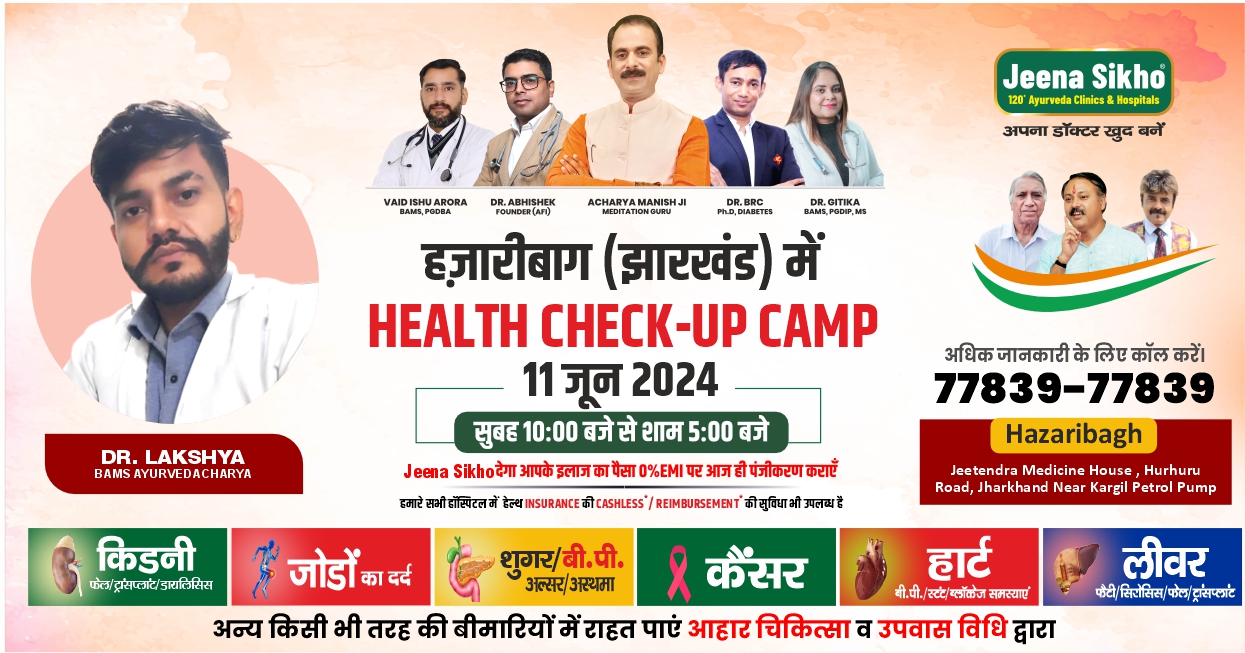 Jeena Sikho®
120+ Ayurveda Clinics & Hospitals
अपना डॉक्टर खुद बनें
VAID ISHU ARORA
BAMS, PGDBA
DR. ABHISHEK
FOUNDER (AFI)
ACHARYA MANISH JI
MEDITATION GURU
DR. BRC
Ph.D, DIABETES
DR. GITIKA
BAMS, PGDIP, MS
हज़ारीबाग (झारखंड) में
HEALTH CHECK-UP CAMP
11 जून 2024
सुबह 10:00 बजे से शाम 5:00 बजे
Jeena Sikho देगा आपके इलाज का पैसा 0%EMI पर आज ही पंजीकरण कराएँ
हमारे सभी हॉस्पिटल में हेल्थ INSURANCE की CASHLESS* / REIMBURSEMENT* की सुविधा भी उपलब्ध है
DR. LAKSHYA
BAMS AYURVEDACHARYA
अधिक जानकारी के लिए कॉल करें।
77839-77839
Hazaribagh
Jeetendra Medicine House , Hurhuru
Road, Jharkhand Near Kargil Petrol Pump
किडनी
फेल/ट्रांसप्लांट/डायलिसिस
जोड़ों का दर्द
शुगर/बी.पी.
अल्सर/अस्थमा
कैंसर
हार्ट
बी.पी./स्टंट/ब्लॉकेज समस्याएं
लीवर
फैटी/सिरोसिस/फेल/ट्रांसप्लांट
अन्य किसी भी तरह की बीमारियों में राहत पाएं आहार चिकित्सा व उपवास विधि द्वारा